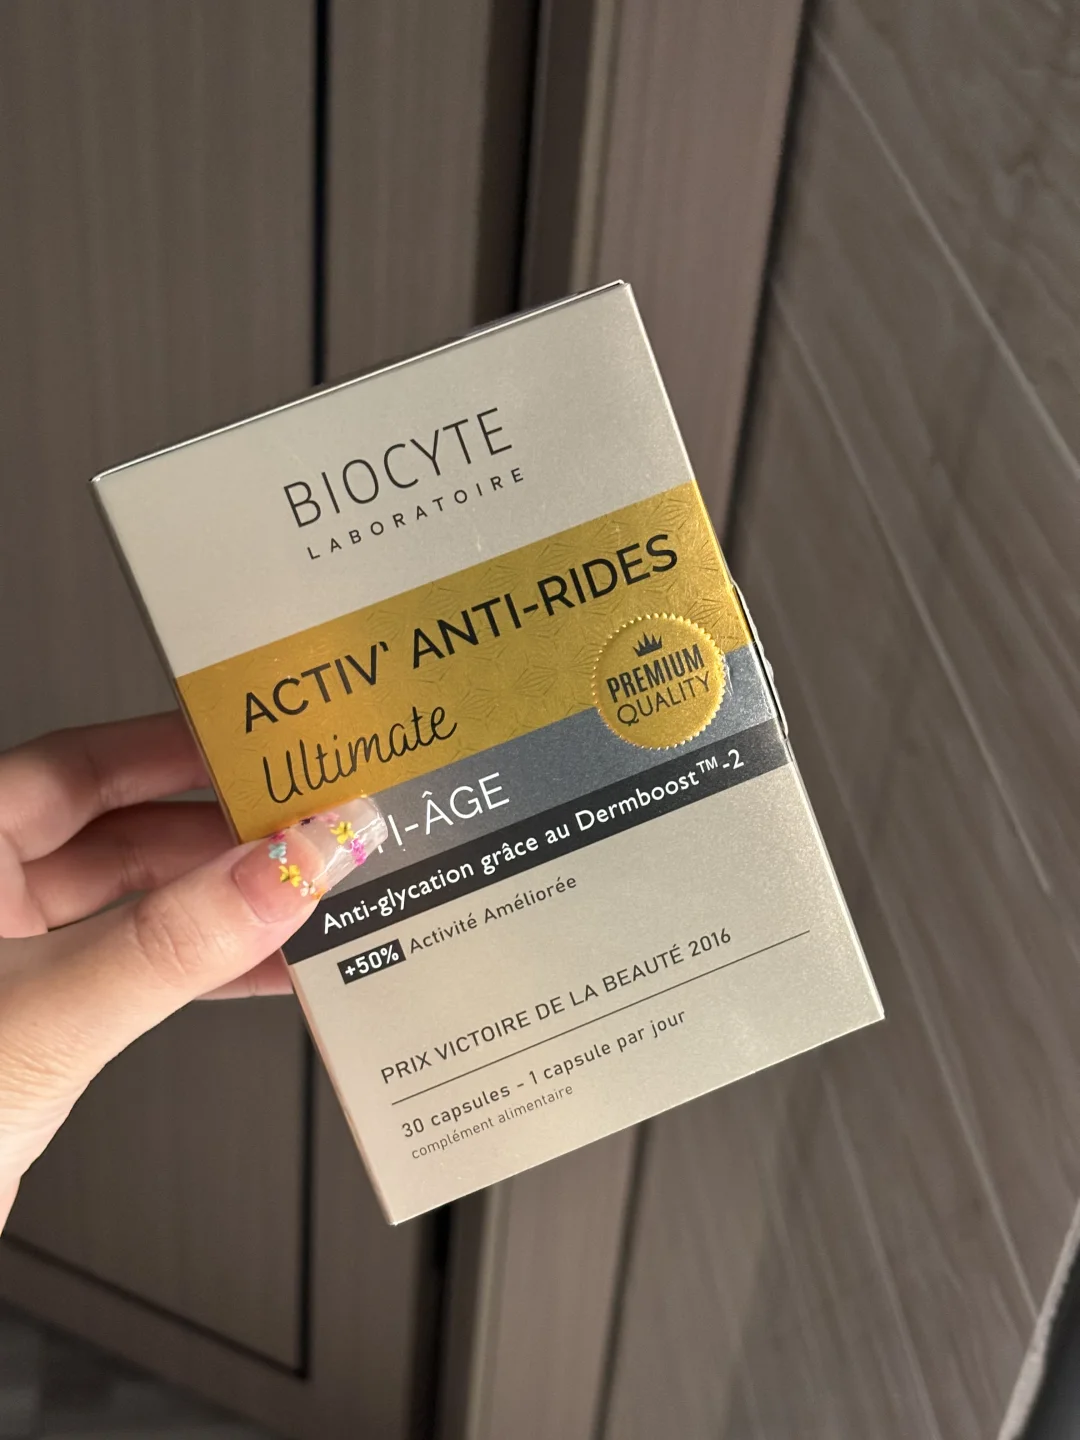 BIOCYTE
LABORATOIRE
ACTIV' ANTI-RIDES
Ultimate
PREMIUM
QUALITY
-ÂGE
Anti-glycation grâce au Dermboost™-2
+50% Activité Améliorée
PRIX VICTOIRE DE LA BEAUTÉ 2016
30 capsules - 1 capsule par jour
complément alimentaire